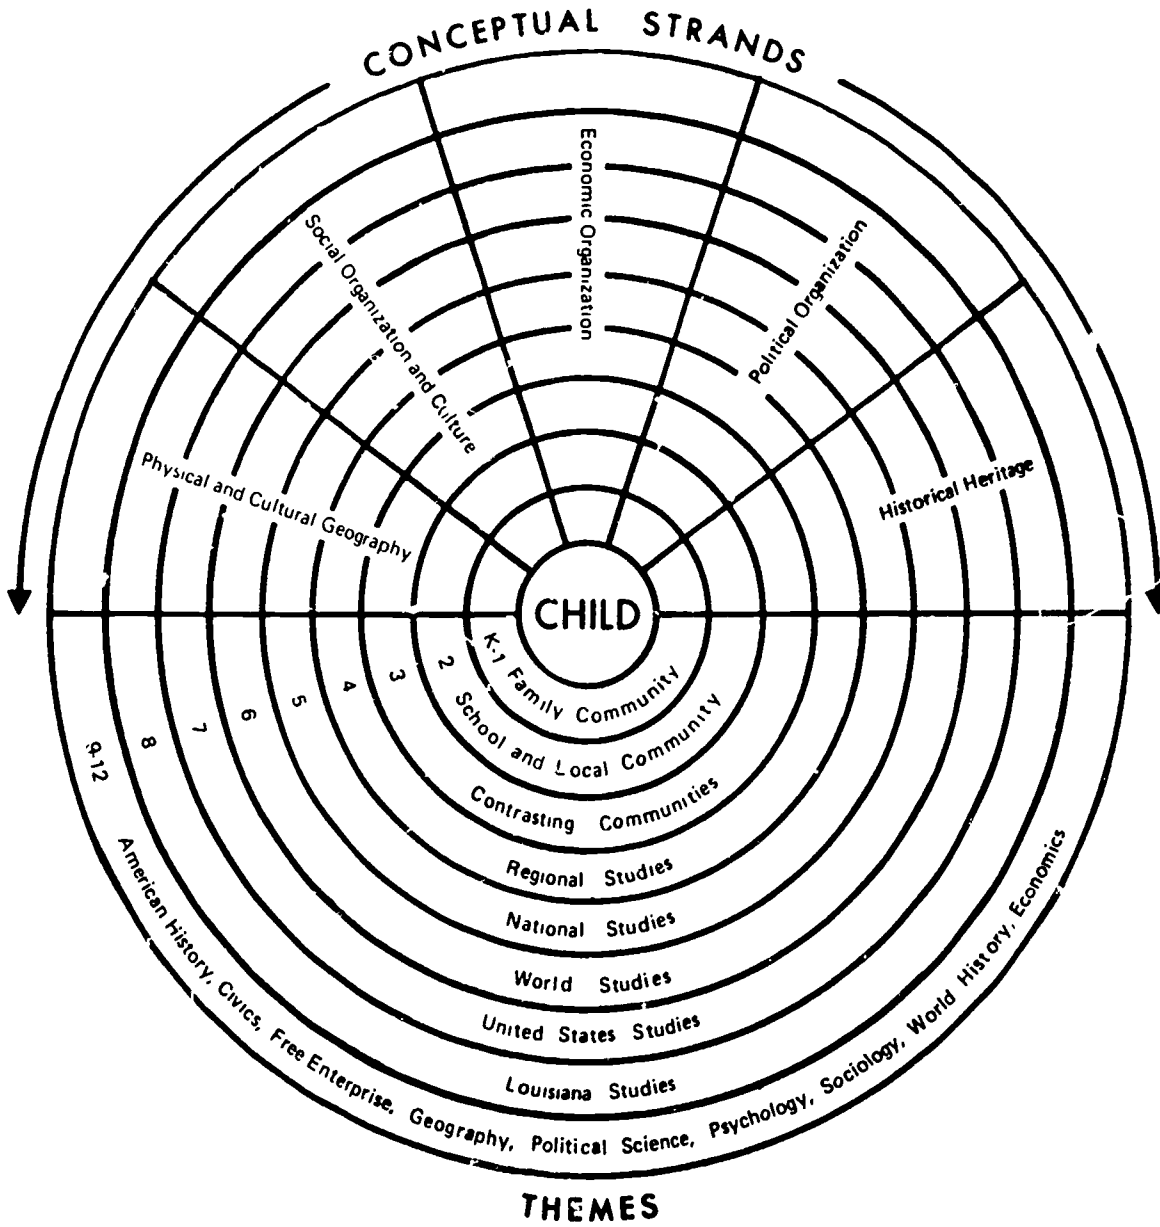 CONCEPTUAL STRANDS
Physical and Cultural Geography
Social Organization and Culture
Economic Organization
Political Organization
Historical Heritage
CHILD
K-1 Family Community
2 School and Local Community
3 Contrasting Communities
4 Regional Studies
5 National Studies
6 World Studies
7 United States Studies
8 Louisiana Studies
9-12 American History, Civics, Free Enterprise, Geography, Political Science, Psychology, Sociology, World History, Economics
THEMES